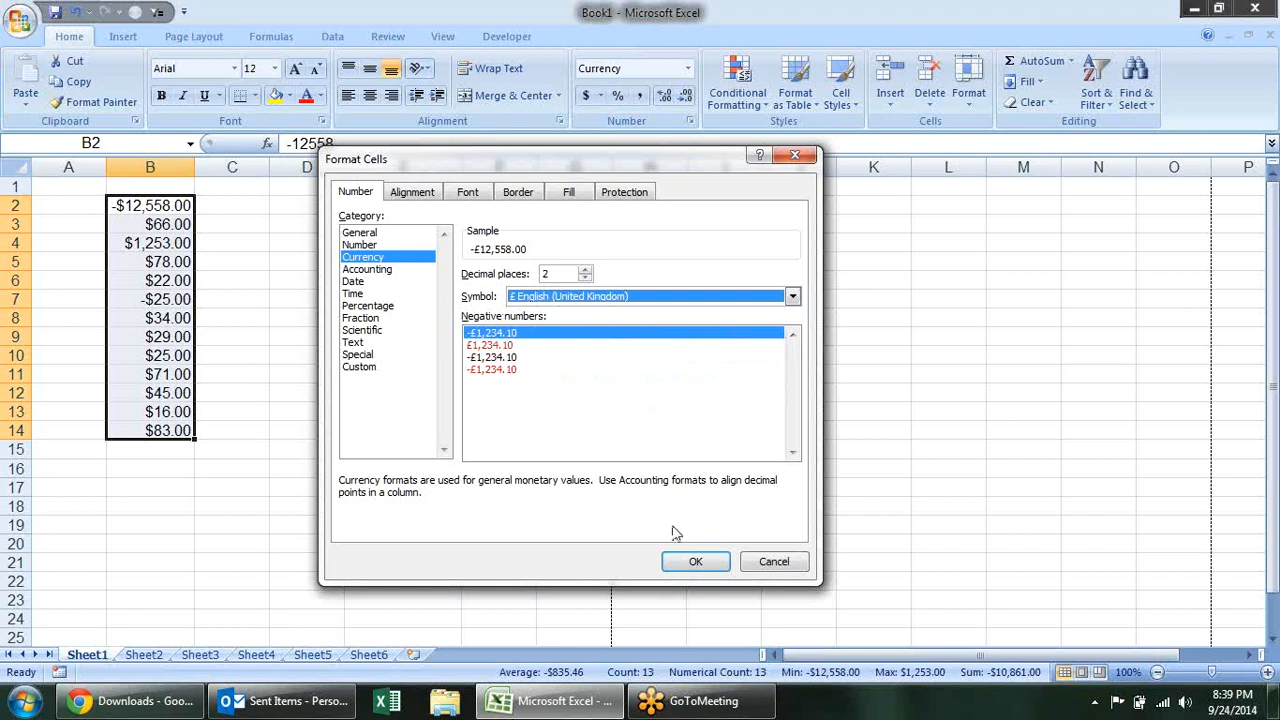 Book1 - Microsoft Excel
Home Insert Page Layout Formulas Data Review View Developer
Paste
Cut
Copy
Format Painter
Clipboard
Arial 12
B I U
Font
Wrap Text
Merge & Center
Alignment
Currency
$ % ,
Number
Conditional Formatting
Format as Table
Cell Styles
Styles
Insert Delete Format
Cells
AutoSum
Fill
Clear
Sort & Filter
Find & Select
Editing
B2 fx -12558
A B C D K L M N O P
1
2 -$12,558.00
3 $66.00
4 $1,253.00
5 $78.00
6 $22.00
7 -$25.00
8 $34.00
9 $29.00
10 $25.00
11 $71.00
12 $45.00
13 $16.00
14 $83.00
15
16
17
18
19
20
21
22
23
24
25
Format Cells
Number Alignment Font Border Fill Protection
Category:
General
Number
Currency
Accounting
Date
Time
Percentage
Fraction
Scientific
Text
Special
Custom
Sample
-£12,558.00
Decimal places: 2
Symbol: £ English (United Kingdom)
Negative numbers:
-£1,234.10
£1,234.10
-£1,234.10
-£1,234.10
Currency formats are used for general monetary values. Use Accounting formats to align decimal
points in a column.
OK Cancel
Sheet1 Sheet2 Sheet3 Sheet4 Sheet5 Sheet6
Ready Average: -$835.46 Count: 13 Numerical Count: 13 Min: -$12,558.00 Max: $1,253.00 Sum: -$10,861.00 100%
Downloads - Goo... Sent Items - Perso... Microsoft Excel - ... GoToMeeting
8:39 PM
9/24/2014